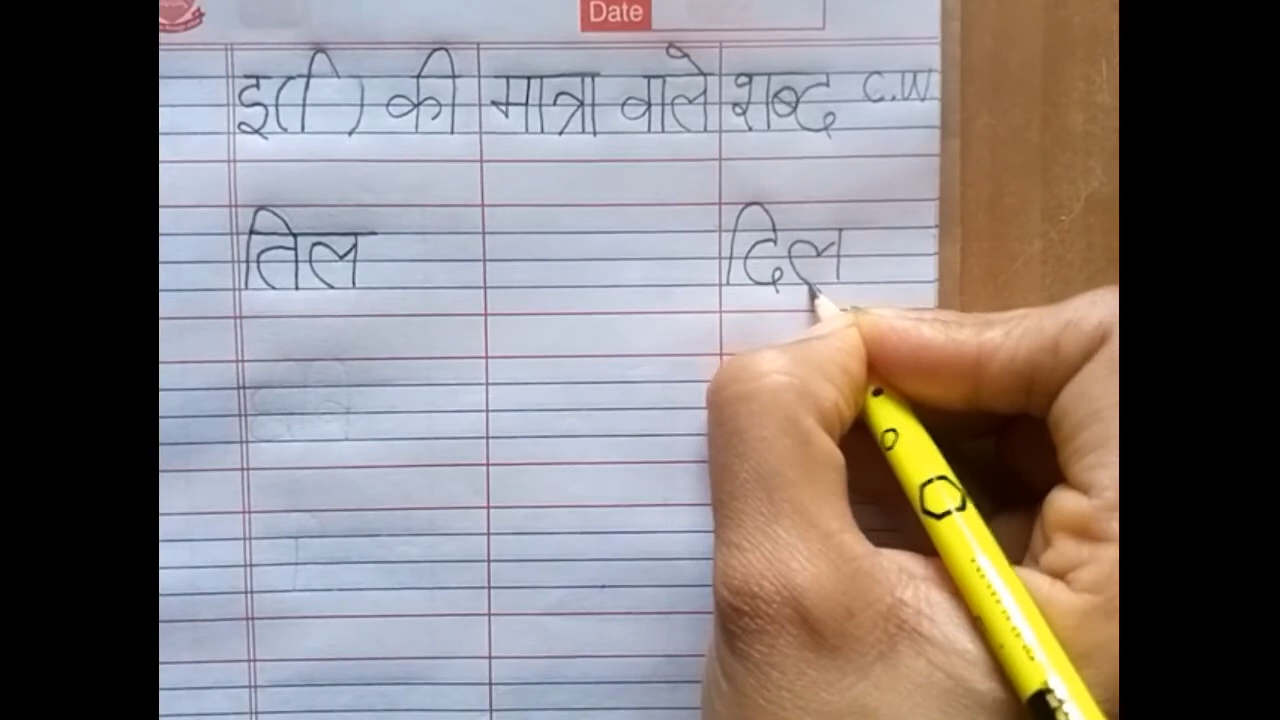 Date
इ(ि) की मात्रा वाले शब्द C.W
तिल दिल